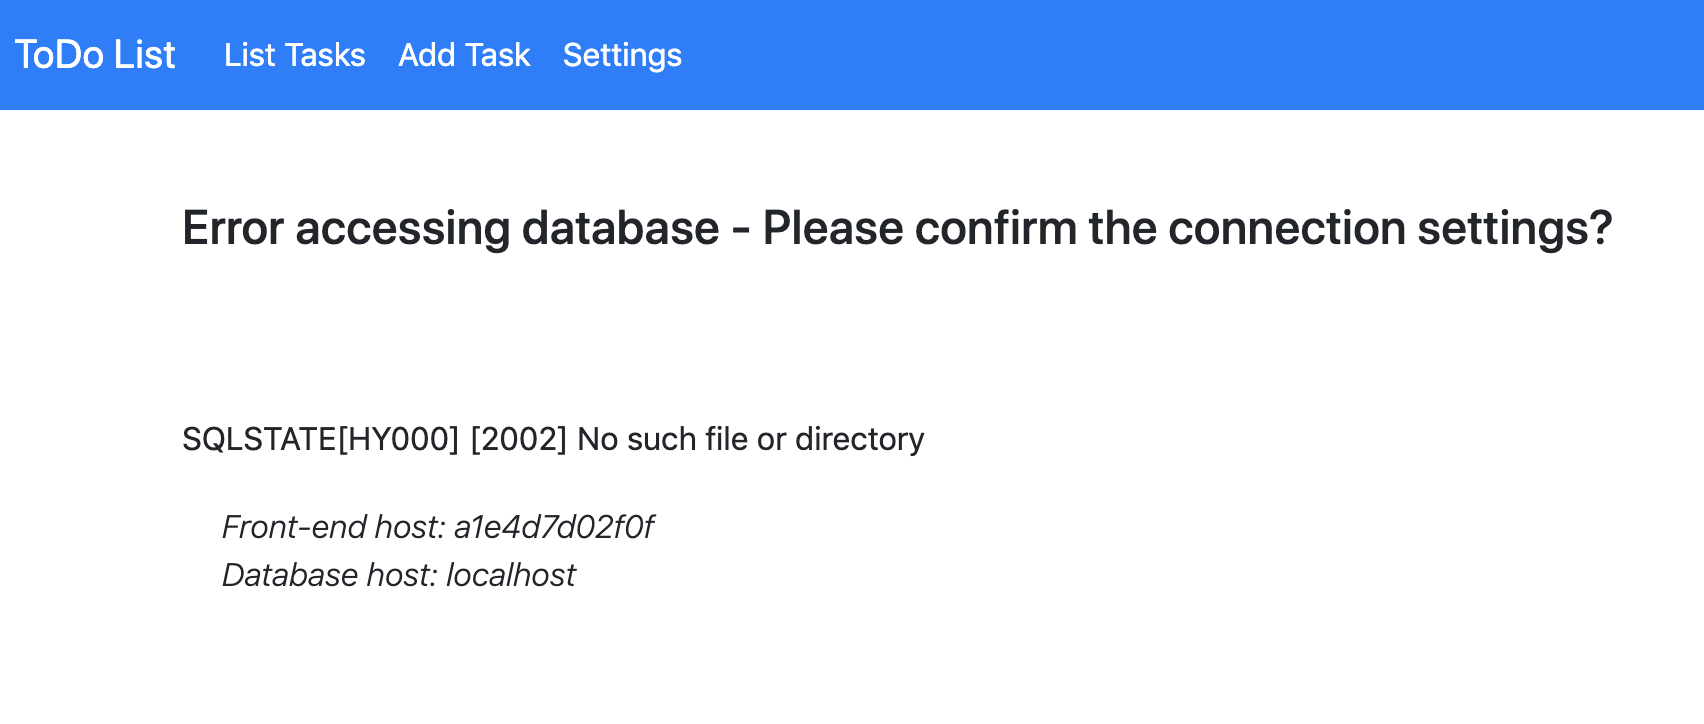 ToDo List List Tasks Add Task Settings
Error accessing database - Please confirm the connection settings?
SQLSTATE[HY000] [2002] No such file or directory
Front-end host: a1e4d7d02f0f
Database host: localhost